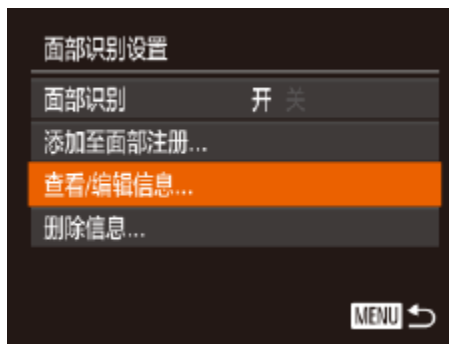 面部识别设置
面部识别 开 关
添加至面部注册...
查看/编辑信息...
删除信息...
MENU